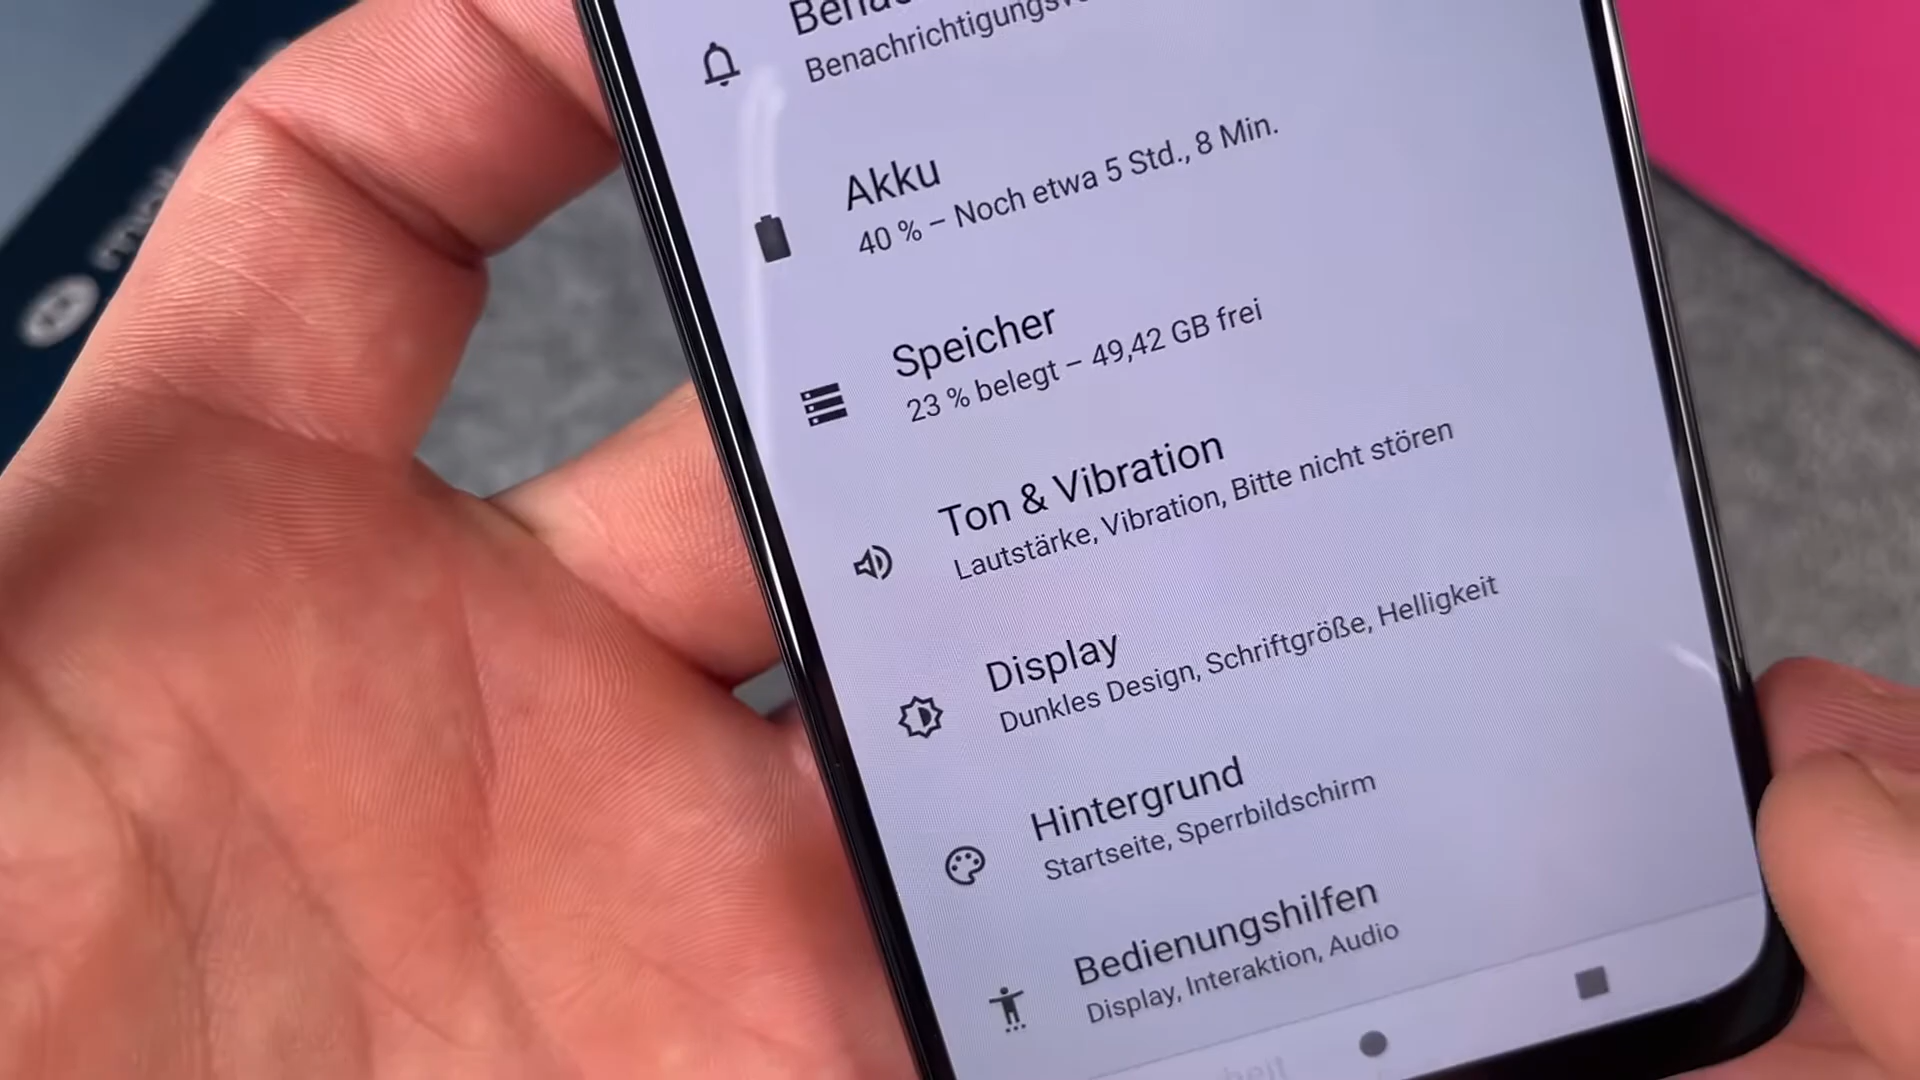 Benachrichtigungsv
Akku
40 % – Noch etwa 5 Std., 8 Min.
Speicher
23 % belegt – 49,42 GB frei
Ton & Vibration
Lautstärke, Vibration, Bitte nicht stören
Display
Dunkles Design, Schriftgröße, Helligkeit
Hintergrund
Startseite, Sperrbildschirm
Bedienungshilfen
Display, Interaktion, Audio